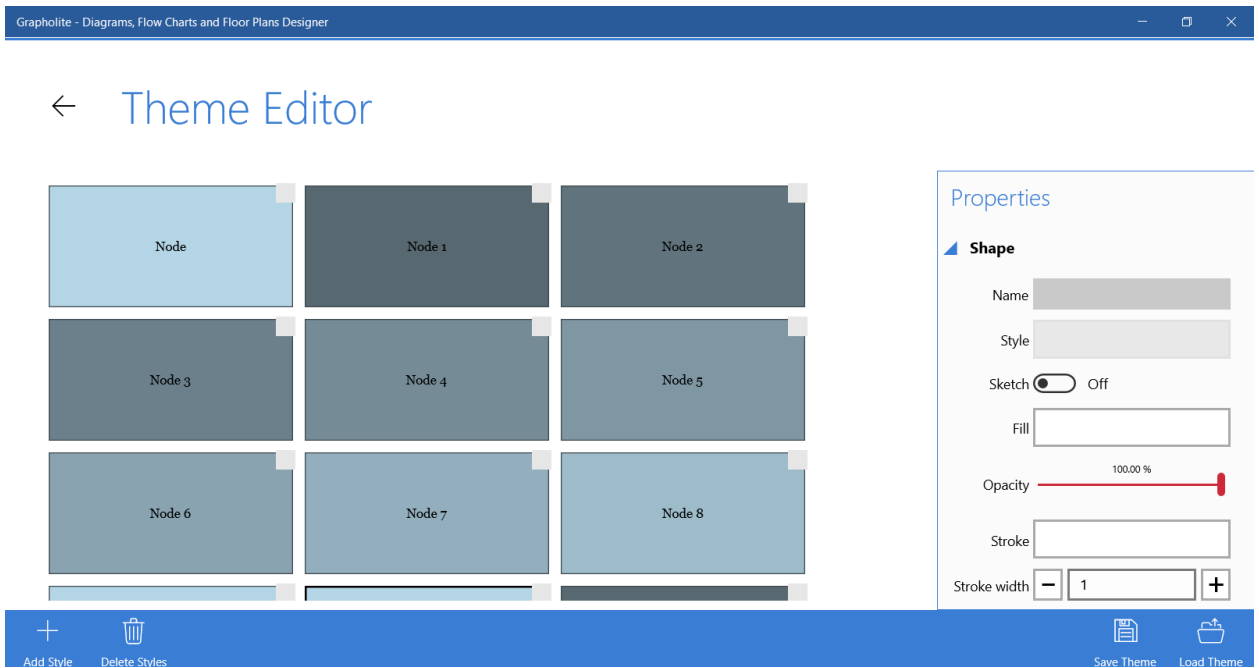 Grapholite - Diagrams, Flow Charts and Floor Plans Designer
Theme Editor
Node
Node 1
Node 2
Node 3
Node 4
Node 5
Node 6
Node 7
Node 8
Properties
Shape
Name
Style
Sketch Off
Fill
100.00 %
Opacity
Stroke
Stroke width 1
Add Style
Delete Styles
Save Theme
Load Theme